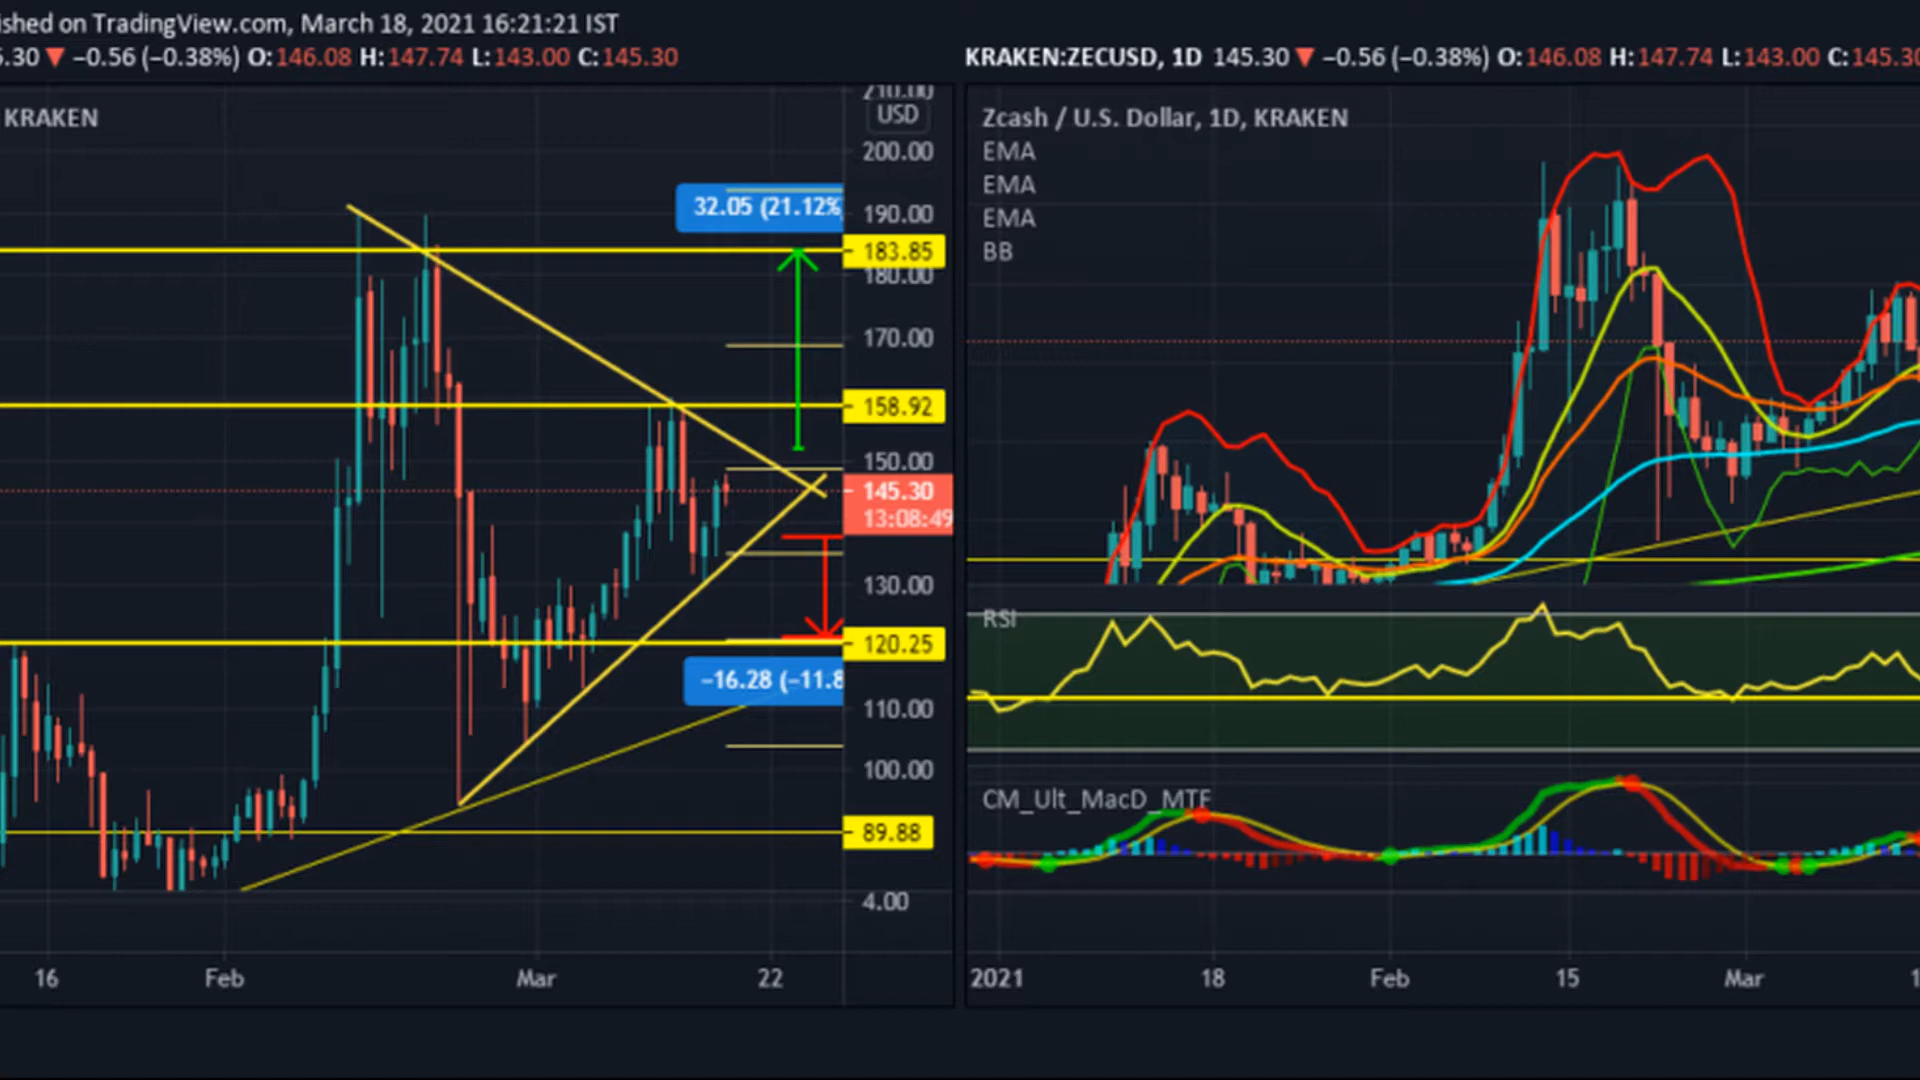 ished on TradingView.com, March 18, 2021 16:21:21 IST
5.30 ▼ −0.56 (−0.38%) O:146.08 H:147.74 L:143.00 C:145.30
KRAKEN
210.00
USD
200.00
32.05 (21.12%
190.00
183.85
180.00
170.00
158.92
150.00
145.30
13:08:49
130.00
120.25
−16.28 (−11.8
110.00
100.00
89.88
4.00
16 Feb Mar 22
KRAKEN:ZECUSD, 1D 145.30 ▼ −0.56 (−0.38%) O:146.08 H:147.74 L:143.00 C:145.30
Zcash / U.S. Dollar, 1D, KRAKEN
EMA
EMA
EMA
BB
RSI
CM_Ult_MacD_MTF
2021 18 Feb 15 Mar 1